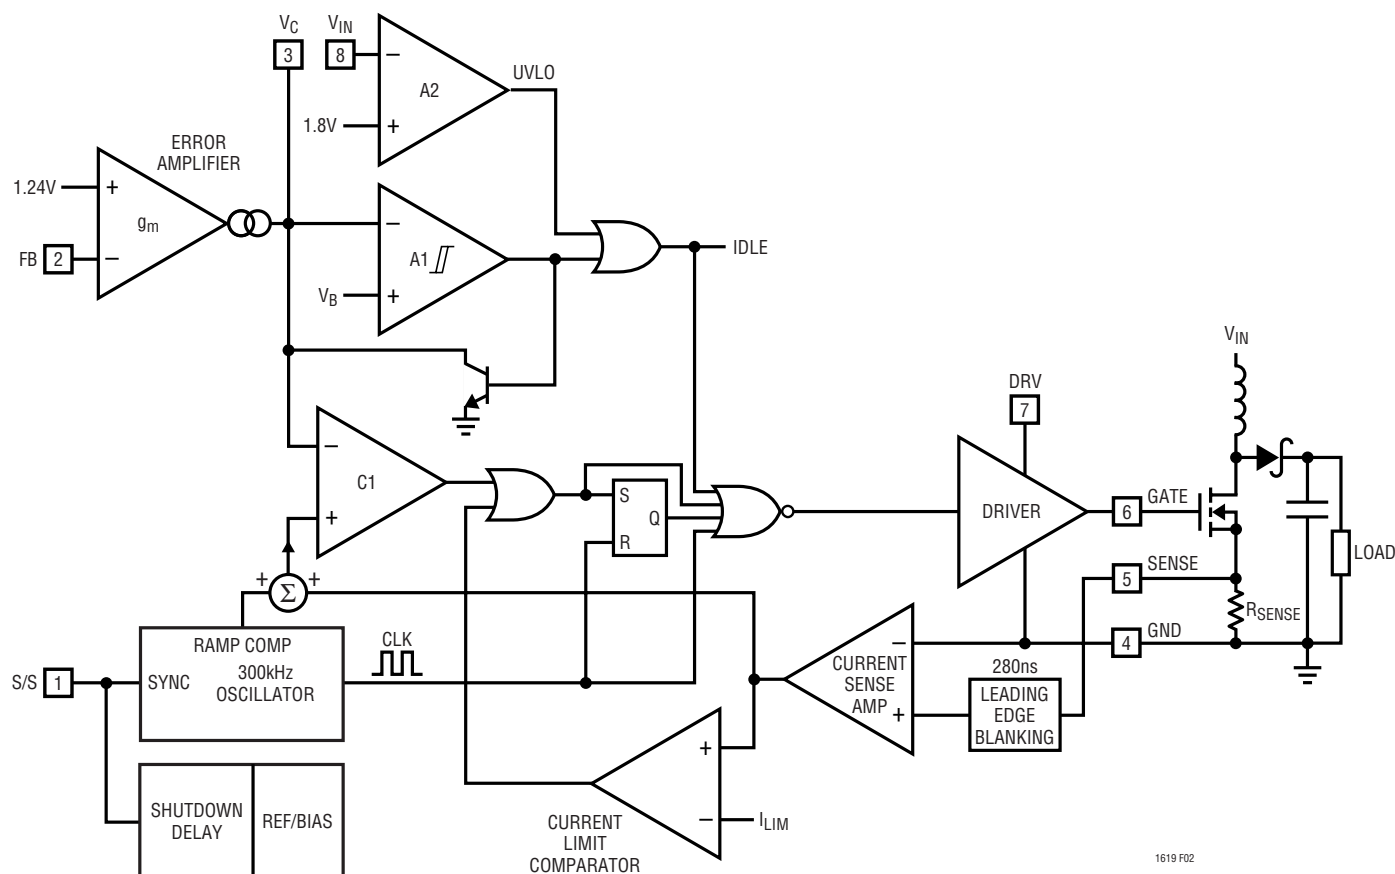 VC
VIN
3
8
−
A2
UVLO
1.8V
+
ERROR
AMPLIFIER
1.24V
+
gm
FB
2
−
−
A1
VB
+
IDLE
VIN
DRV
7
−
C1
+
S
Q
R
DRIVER
6
GATE
5
SENSE
LOAD
RSENSE
+
Σ
+
RAMP COMP
300kHz
OSCILLATOR
SYNC
CLK
S/S
1
−
CURRENT
SENSE
AMP
+
4
GND
280ns
LEADING
EDGE
BLANKING
+
−
ILIM
SHUTDOWN
DELAY
REF/BIAS
CURRENT
LIMIT
COMPARATOR
1619 F02